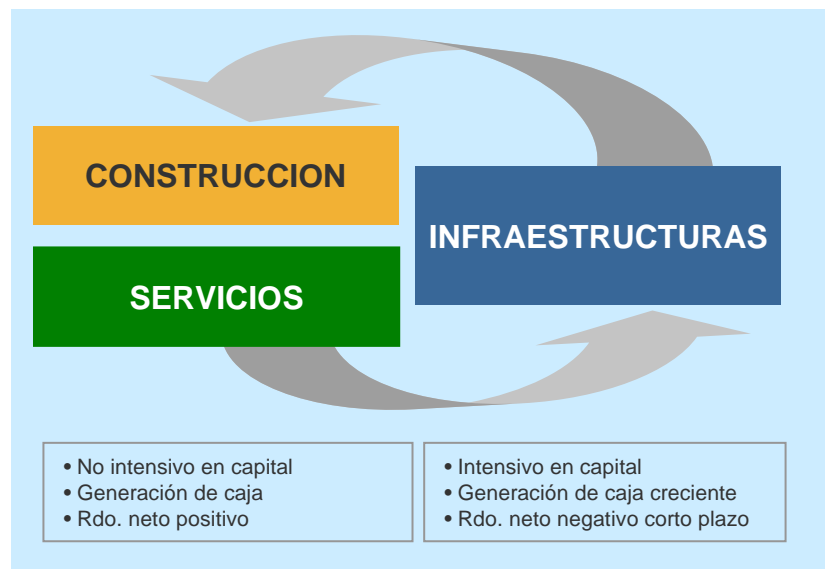 CONSTRUCCION
SERVICIOS
INFRAESTRUCTURAS
• No intensivo en capital
• Generación de caja
• Rdo. neto positivo
• Intensivo en capital
• Generación de caja creciente
• Rdo. neto negativo corto plazo